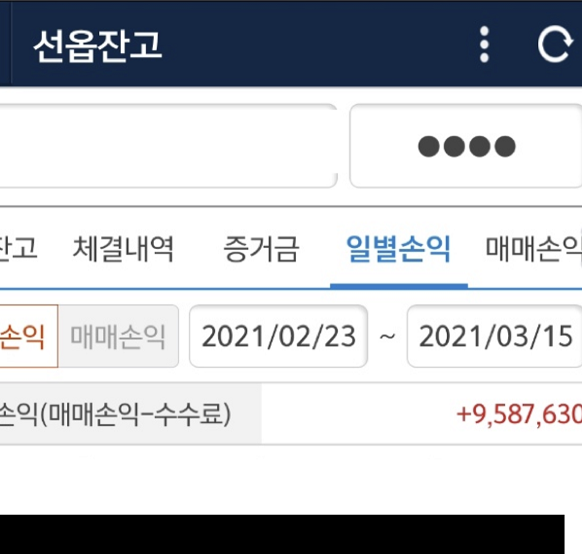 선옵잔고
●●●●
잔고 체결내역 증거금 일별손익 매매손익
손익 매매손익 2021/02/23 ~ 2021/03/15
손익(매매손익-수수료) +9,587,630